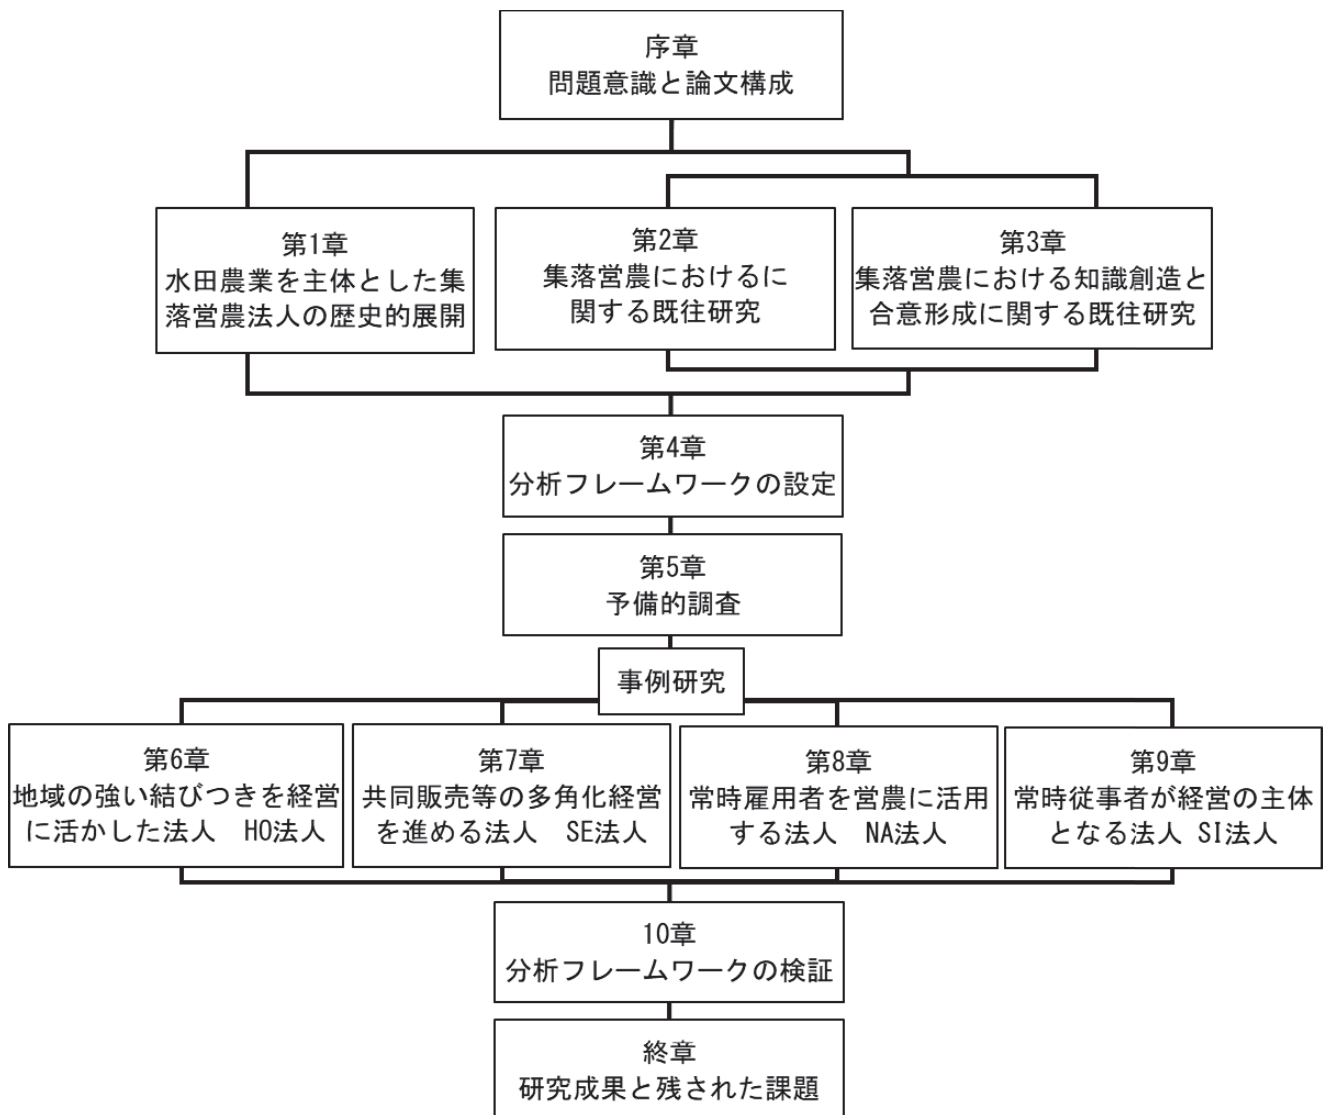 序章
問題意識と論文構成
第1章
水田農業を主体とした集
落営農法人の歴史的展開
第2章
集落営農におけるに
関する既往研究
第3章
集落営農における知識創造と
合意形成に関する既往研究
第4章
分析フレームワークの設定
第5章
予備的調査
事例研究
第6章
地域の強い結びつきを経営
に活かした法人　HO法人
第7章
共同販売等の多角化経営
を進める法人　SE法人
第8章
常時雇用者を営農に活用
する法人　NA法人
第9章
常時従事者が経営の主体
となる法人 SI法人
10章
分析フレームワークの検証
終章
研究成果と残された課題